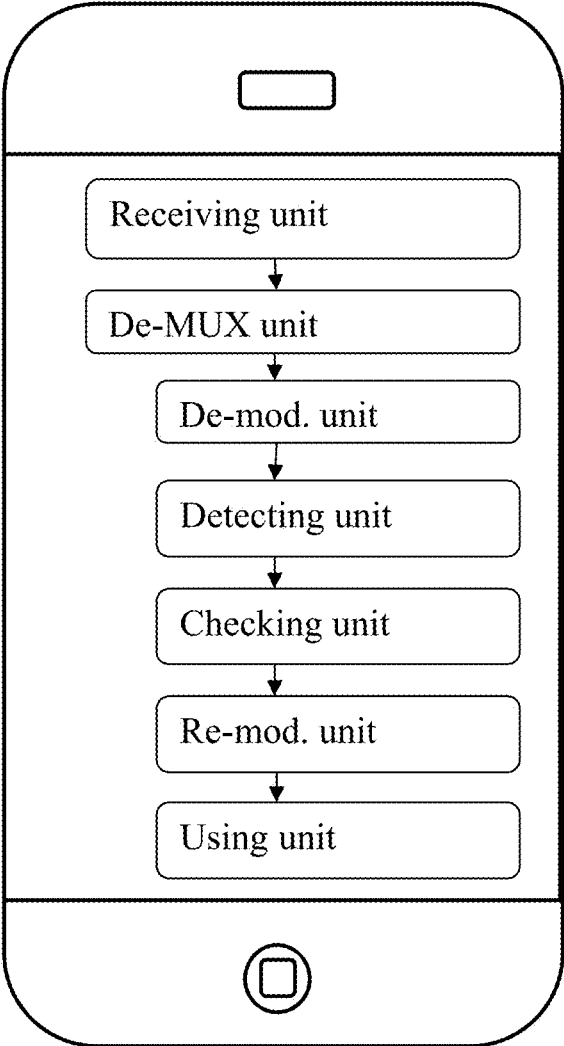 Receiving unit
De-MUX unit
De-mod. unit
Detecting unit
Checking unit
Re-mod. unit
Using unit